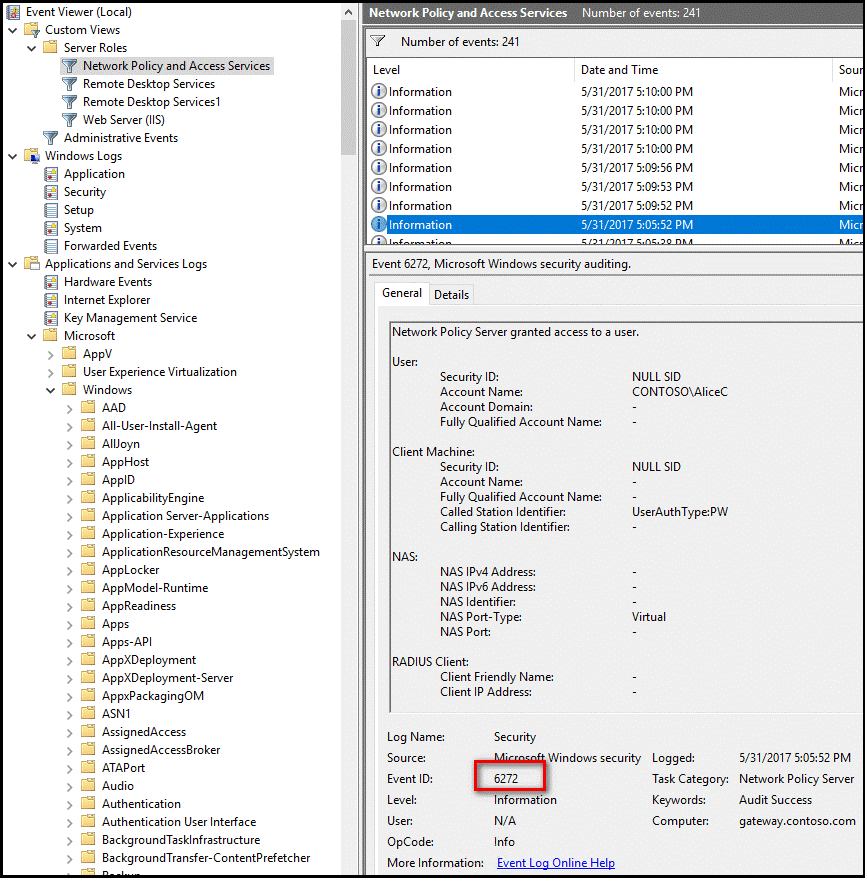 Event Viewer (Local)
Custom Views
Server Roles
Network Policy and Access Services
Remote Desktop Services
Remote Desktop Services1
Web Server (IIS)
Administrative Events
Windows Logs
Application
Security
Setup
System
Forwarded Events
Applications and Services Logs
Hardware Events
Internet Explorer
Key Management Service
Microsoft
AppV
User Experience Virtualization
Windows
AAD
All-User-Install-Agent
AllJoyn
AppHost
AppID
ApplicabilityEngine
Application Server-Applications
Application-Experience
ApplicationResourceManagementSystem
AppLocker
AppModel-Runtime
AppReadiness
Apps
Apps-API
AppXDeployment
AppXDeployment-Server
AppxPackagingOM
ASN1
AssignedAccess
AssignedAccessBroker
ATAPort
Audio
Authentication
Authentication User Interface
BackgroundTaskInfrastructure
BackgroundTransfer-ContentPrefetcher
Backup
Network Policy and Access Services Number of events: 241
Number of events: 241
Level Date and Time Sour
Information 5/31/2017 5:10:00 PM Micr
Information 5/31/2017 5:10:00 PM Micr
Information 5/31/2017 5:10:00 PM Micr
Information 5/31/2017 5:10:00 PM Micr
Information 5/31/2017 5:09:56 PM Micr
Information 5/31/2017 5:09:53 PM Micr
Information 5/31/2017 5:09:52 PM Micr
Information 5/31/2017 5:05:52 PM Micr
Information 5/31/2017 5:05:38 PM Micr
Event 6272, Microsoft Windows security auditing.
General Details
Network Policy Server granted access to a user.
User:
Security ID: NULL SID
Account Name: CONTOSO\AliceC
Account Domain: -
Fully Qualified Account Name: -
Client Machine:
Security ID: NULL SID
Account Name: -
Fully Qualified Account Name: -
Called Station Identifier: UserAuthType:PW
Calling Station Identifier: -
NAS:
NAS IPv4 Address: -
NAS IPv6 Address: -
NAS Identifier: -
NAS Port-Type: Virtual
NAS Port: -
RADIUS Client:
Client Friendly Name: -
Client IP Address: -
Log Name: Security
Source: Microsoft Windows security Logged: 5/31/2017 5:05:52 PM
Event ID: 6272 Task Category: Network Policy Server
Level: Information Keywords: Audit Success
User: N/A Computer: gateway.contoso.com
OpCode: Info
More Information: Event Log Online Help